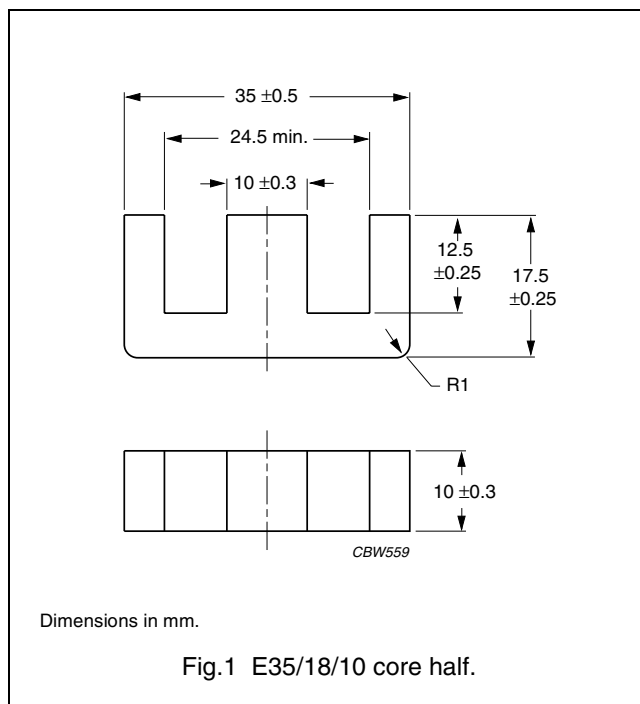 35 ±0.5
24.5 min.
10 ±0.3
12.5
±0.25
17.5
±0.25
R1
10 ±0.3
CBW559
Dimensions in mm.
Fig.1 E35/18/10 core half.